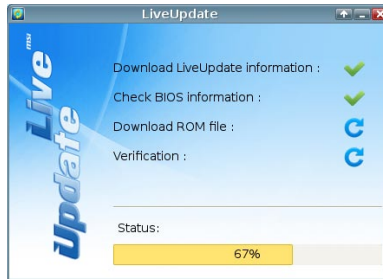 LiveUpdate
msi
Live
Update
Download LiveUpdate information :
Check BIOS information :
Download ROM file :
Verification :
Status:
67%